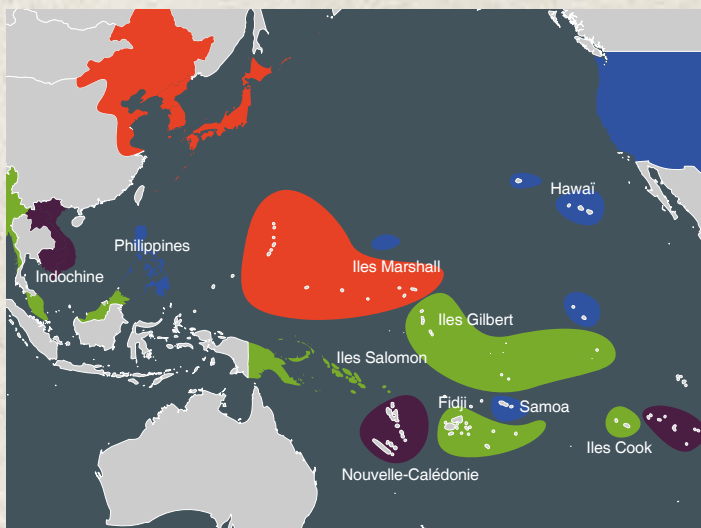 Hawaï
Philippines
Indochine
Iles Marshall
Iles Gilbert
Iles Salomon
Fidji
Samoa
Iles Cook
Nouvelle-Calédonie